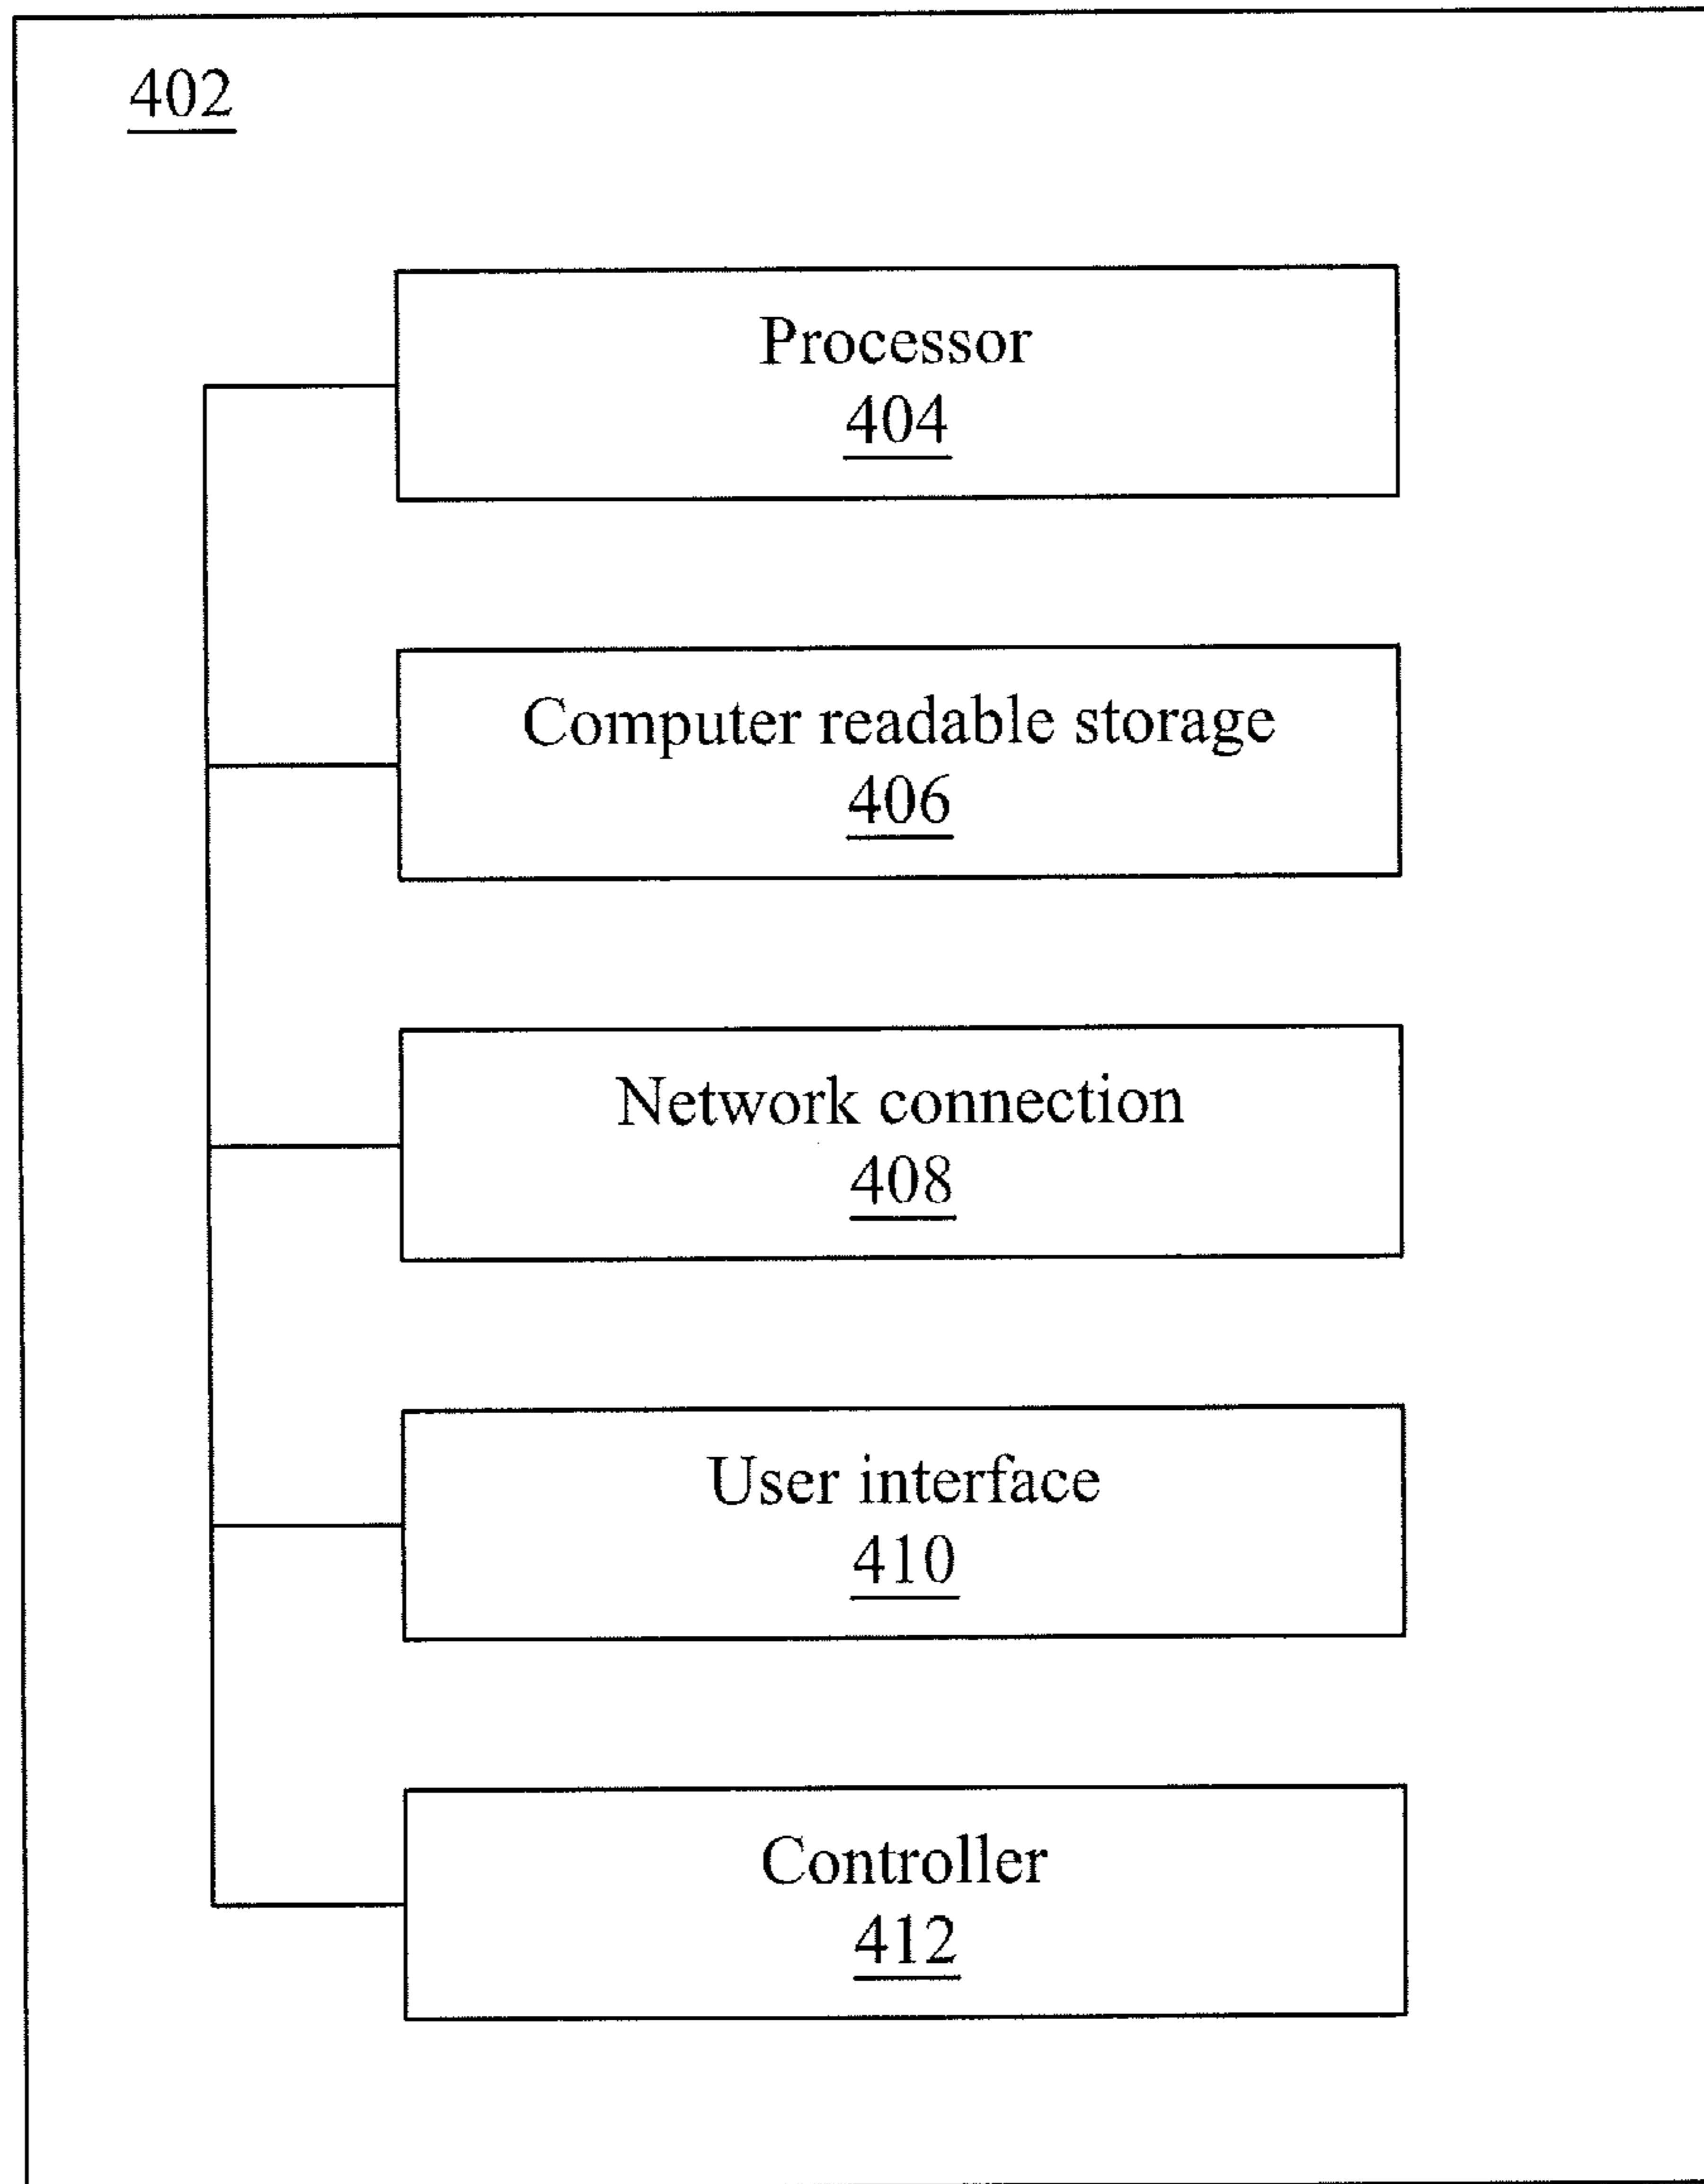 402
Processor
404
Computer readable storage
406
Network connection
408
User interface
410
Controller
412